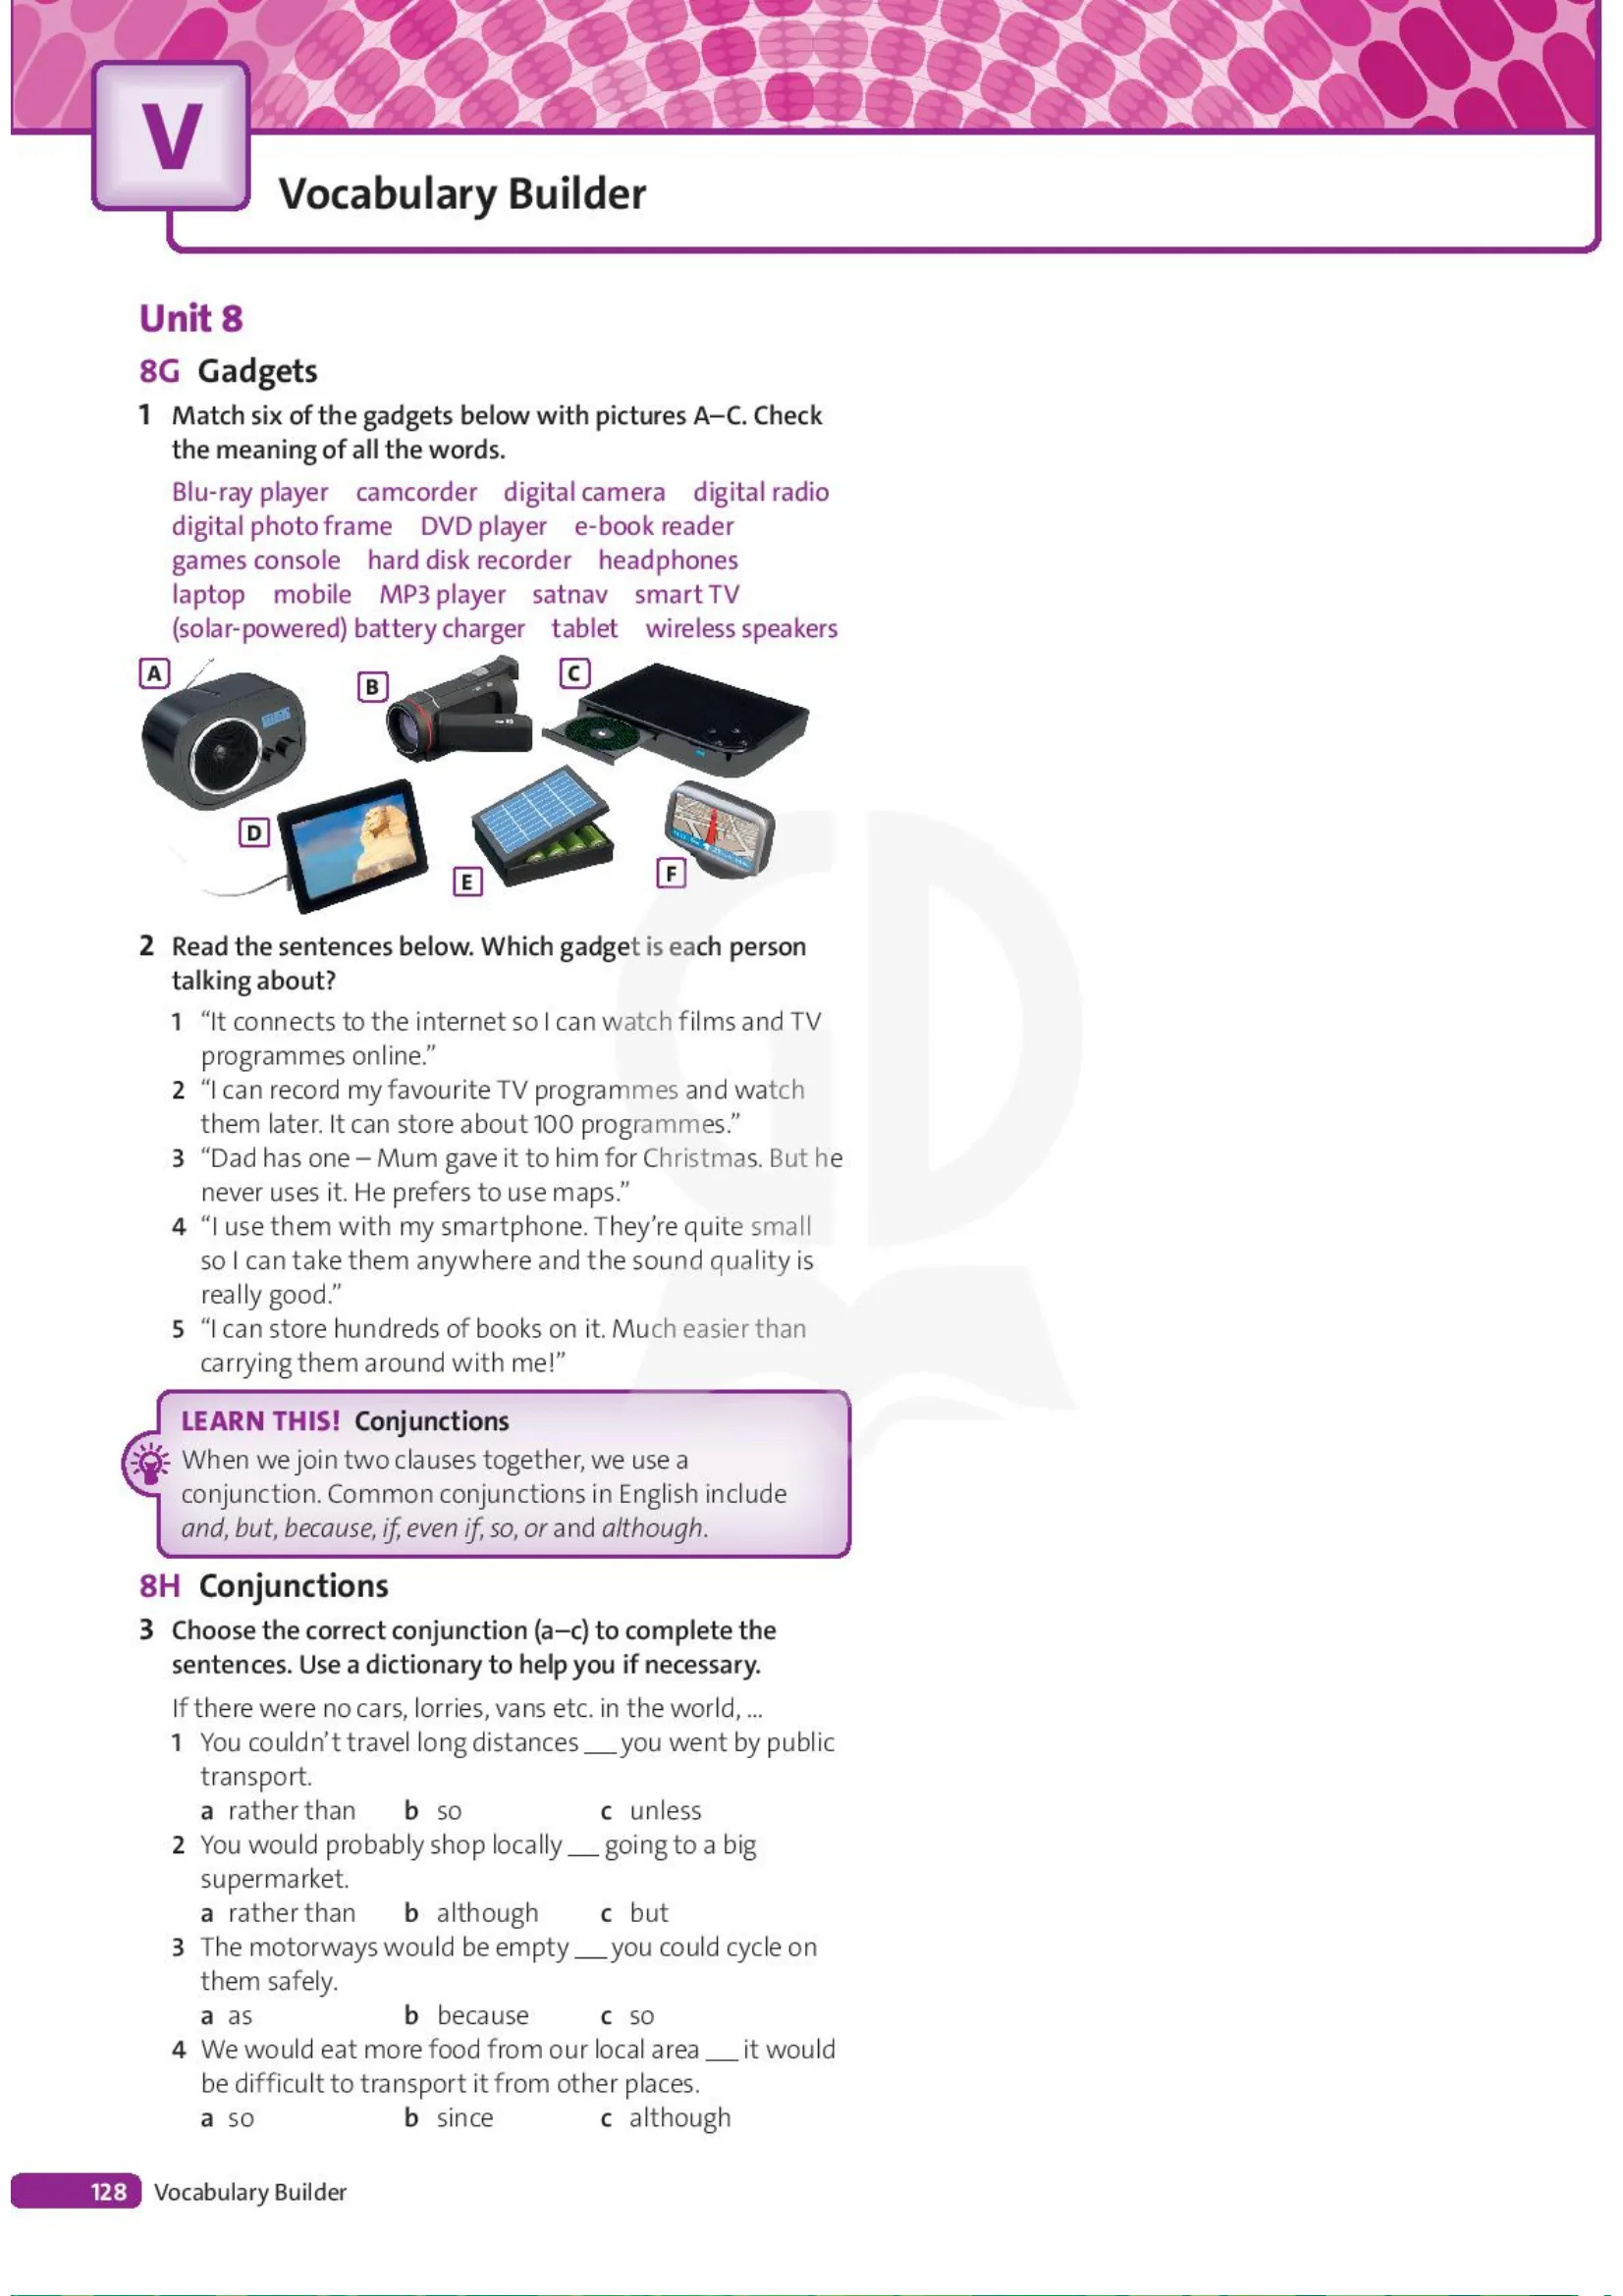 V
Vocabulary Builder
Unit 8
8G Gadgets
1 Match six of the gadgets below with pictures A–C. Check
the meaning of all the words.
Blu-ray player camcorder digital camera digital radio
digital photo frame DVD player e-book reader
games console hard disk recorder headphones
laptop mobile MP3 player satnav smart TV
(solar-powered) battery charger tablet wireless speakers
A
B
C
D
E
F
2 Read the sentences below. Which gadget is each person
talking about?
1 “It connects to the internet so I can watch films and TV
programmes online.”
2 “I can record my favourite TV programmes and watch
them later. It can store about 100 programmes.”
3 “Dad has one – Mum gave it to him for Christmas. But he
never uses it. He prefers to use maps.”
4 “I use them with my smartphone. They’re quite small
so I can take them anywhere and the sound quality is
really good.”
5 “I can store hundreds of books on it. Much easier than
carrying them around with me!”
LEARN THIS! Conjunctions
When we join two clauses together, we use a
conjunction. Common conjunctions in English include
and, but, because, if, even if, so, or and although.
8H Conjunctions
3 Choose the correct conjunction (a–c) to complete the
sentences. Use a dictionary to help you if necessary.
If there were no cars, lorries, vans etc. in the world, ...
1 You couldn’t travel long distances ___ you went by public
transport.
a rather than b so c unless
2 You would probably shop locally ___ going to a big
supermarket.
a rather than b although c but
3 The motorways would be empty ___ you could cycle on
them safely.
a as b because c so
4 We would eat more food from our local area ___ it would
be difficult to transport it from other places.
a so b since c although
128 Vocabulary Builder
GD